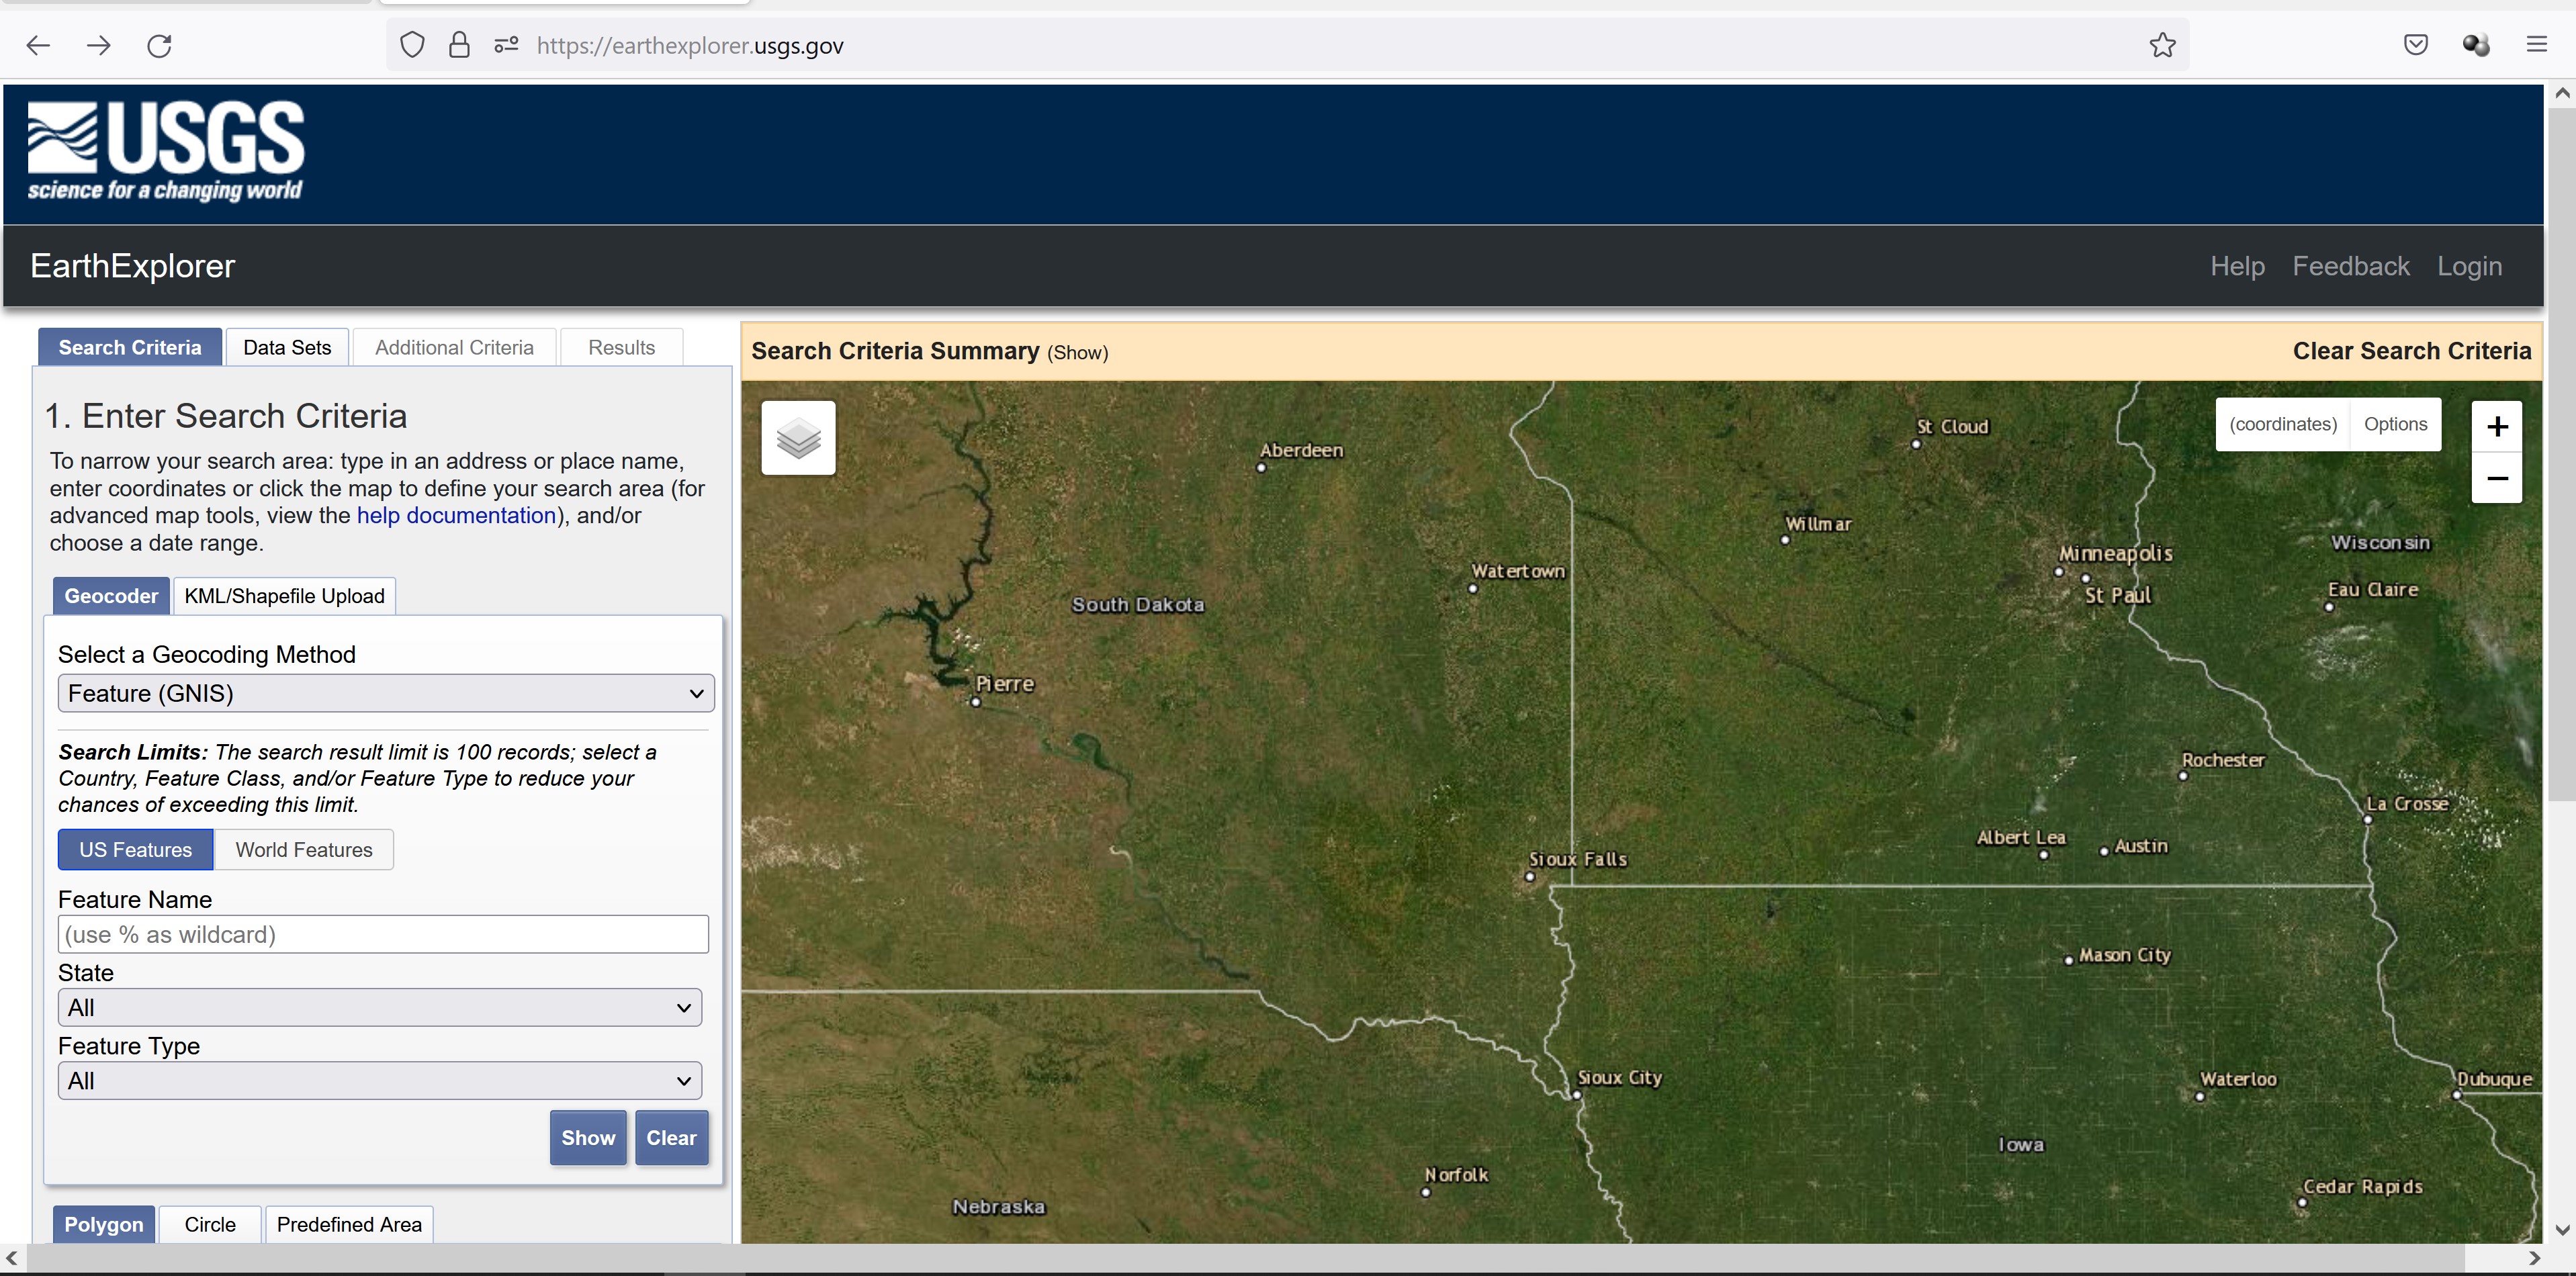 https://earthexplorer.usgs.gov
USGS
science for a changing world
EarthExplorer
Help Feedback Login
Search Criteria Data Sets Additional Criteria Results
Search Criteria Summary (Show) Clear Search Criteria
1. Enter Search Criteria
To narrow your search area: type in an address or place name,
enter coordinates or click the map to define your search area (for
advanced map tools, view the help documentation), and/or
choose a date range.
Geocoder KML/Shapefile Upload
Select a Geocoding Method
Feature (GNIS)
Search Limits: The search result limit is 100 records; select a
Country, Feature Class, and/or Feature Type to reduce your
chances of exceeding this limit.
US Features World Features
Feature Name
(use % as wildcard)
State
All
Feature Type
All
Show Clear
Polygon Circle Predefined Area
(coordinates) Options
+
−
St Cloud
Aberdeen
Willmar
Wisconsin
Minneapolis
Watertown
Eau Claire
St Paul
South Dakota
Pierre
Rochester
La Crosse
Albert Lea
Austin
Sioux Falls
Mason City
Sioux City
Waterloo
Dubuque
Iowa
Norfolk
Cedar Rapids
Nebraska